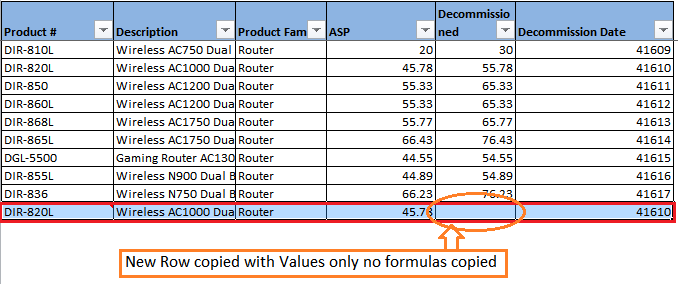 Product # Description Product Fam ASP Decommissio
ned Decommission Date
DIR-810L Wireless AC750 Dual Router 20 30 41609
DIR-820L Wireless AC1000 Dua Router 45.78 55.78 41610
DIR-850 Wireless AC1200 Dua Router 55.33 65.33 41611
DIR-860L Wireless AC1200 Dua Router 55.33 65.33 41612
DIR-868L Wireless AC1750 Dua Router 55.77 65.77 41613
DIR-865L Wireless AC1750 Dua Router 66.43 76.43 41614
DGL-5500 Gaming Router AC130 Router 44.55 54.55 41615
DIR-855L Wireless N900 Dual B Router 44.89 54.89 41616
DIR-836 Wireless N750 Dual B Router 66.23 76.23 41617
DIR-820L Wireless AC1000 Dua Router 45.78 41610
New Row copied with Values only no formulas copied